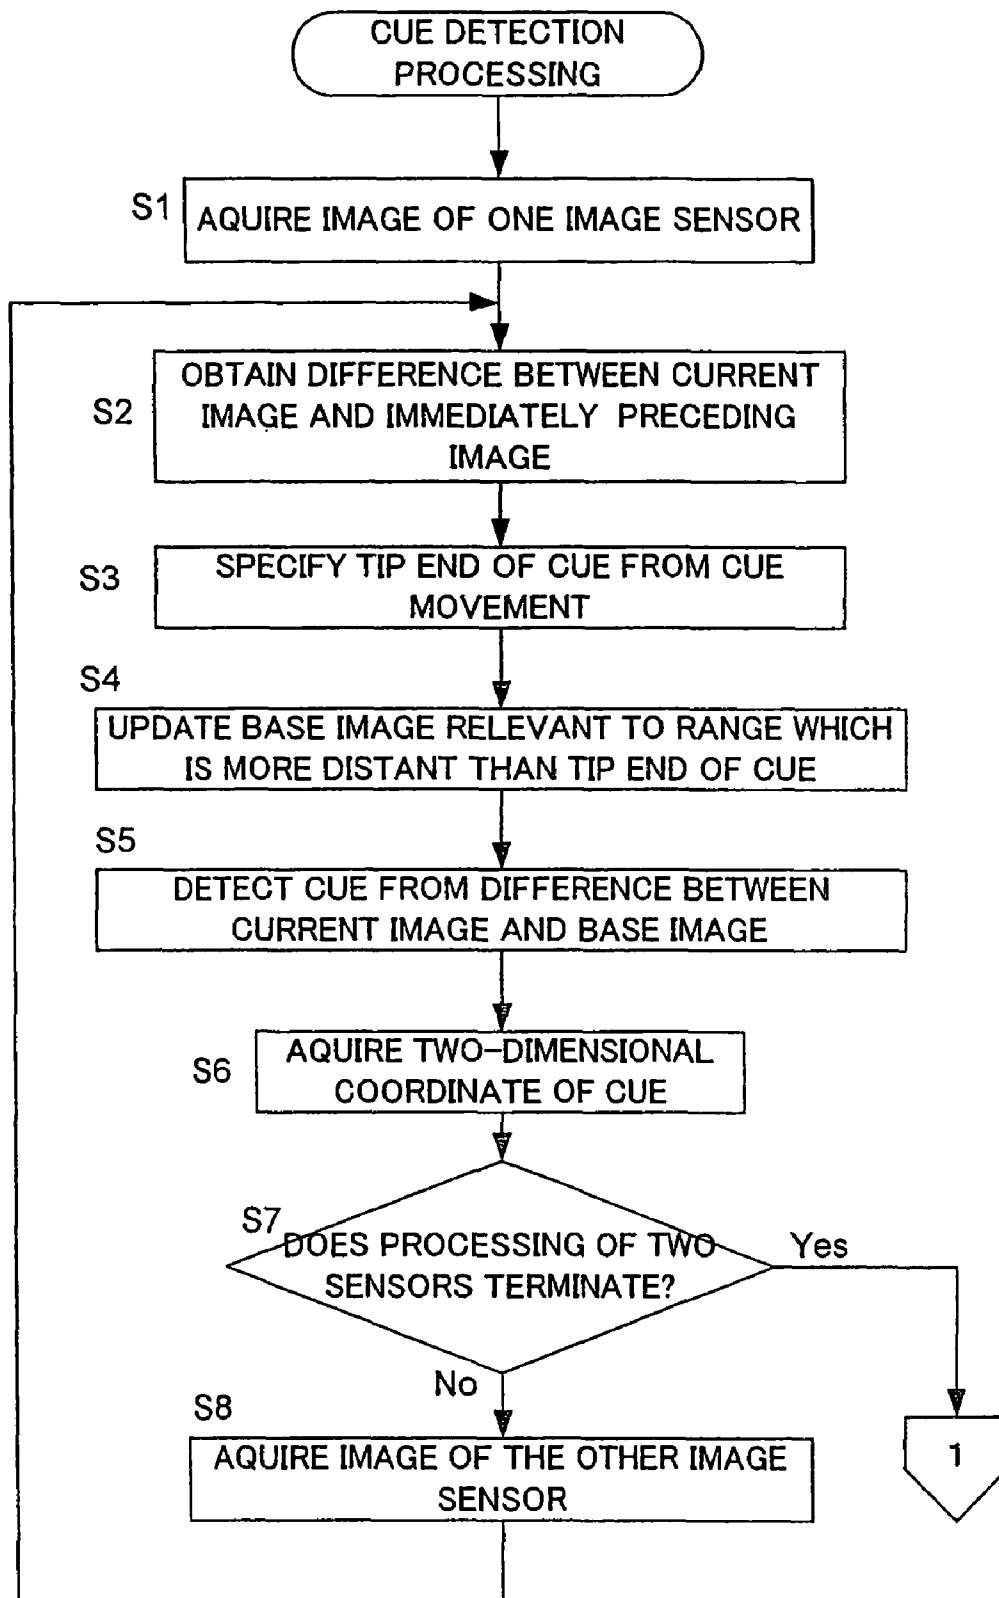 CUE DETECTION
PROCESSING
S1
AQUIRE IMAGE OF ONE IMAGE SENSOR
S2
OBTAIN DIFFERENCE BETWEEN CURRENT
IMAGE AND IMMEDIATELY PRECEDING
IMAGE
S3
SPECIFY TIP END OF CUE FROM CUE
MOVEMENT
S4
UPDATE BASE IMAGE RELEVANT TO RANGE WHICH
IS MORE DISTANT THAN TIP END OF CUE
S5
DETECT CUE FROM DIFFERENCE BETWEEN
CURRENT IMAGE AND BASE IMAGE
S6
AQUIRE TWO-DIMENSIONAL
COORDINATE OF CUE
S7
DOES PROCESSING OF TWO
SENSORS TERMINATE?
Yes
No
S8
AQUIRE IMAGE OF THE OTHER IMAGE
SENSOR
1